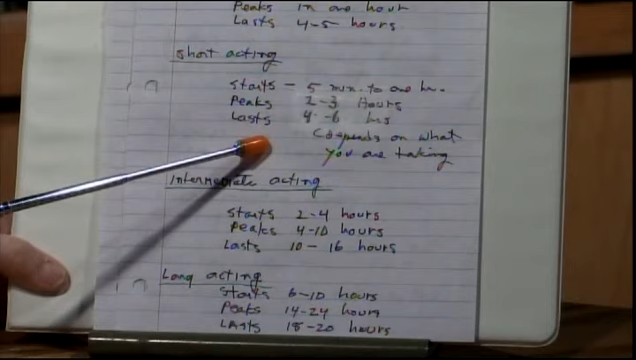 Peaks in one hour
Lasts 4-5 hours
Short acting
Starts - 5 min. to one hr.
Peaks 2-3 Hours
Lasts 4 - 6 hrs
(depends on what
you are taking
Intermediate acting
Starts 2-4 hours
Peaks 4-10 hours
Lasts 10 - 16 hours
Long acting
Starts 6-10 hours
Peaks 14-24 hours
LAsts 18-20 hours